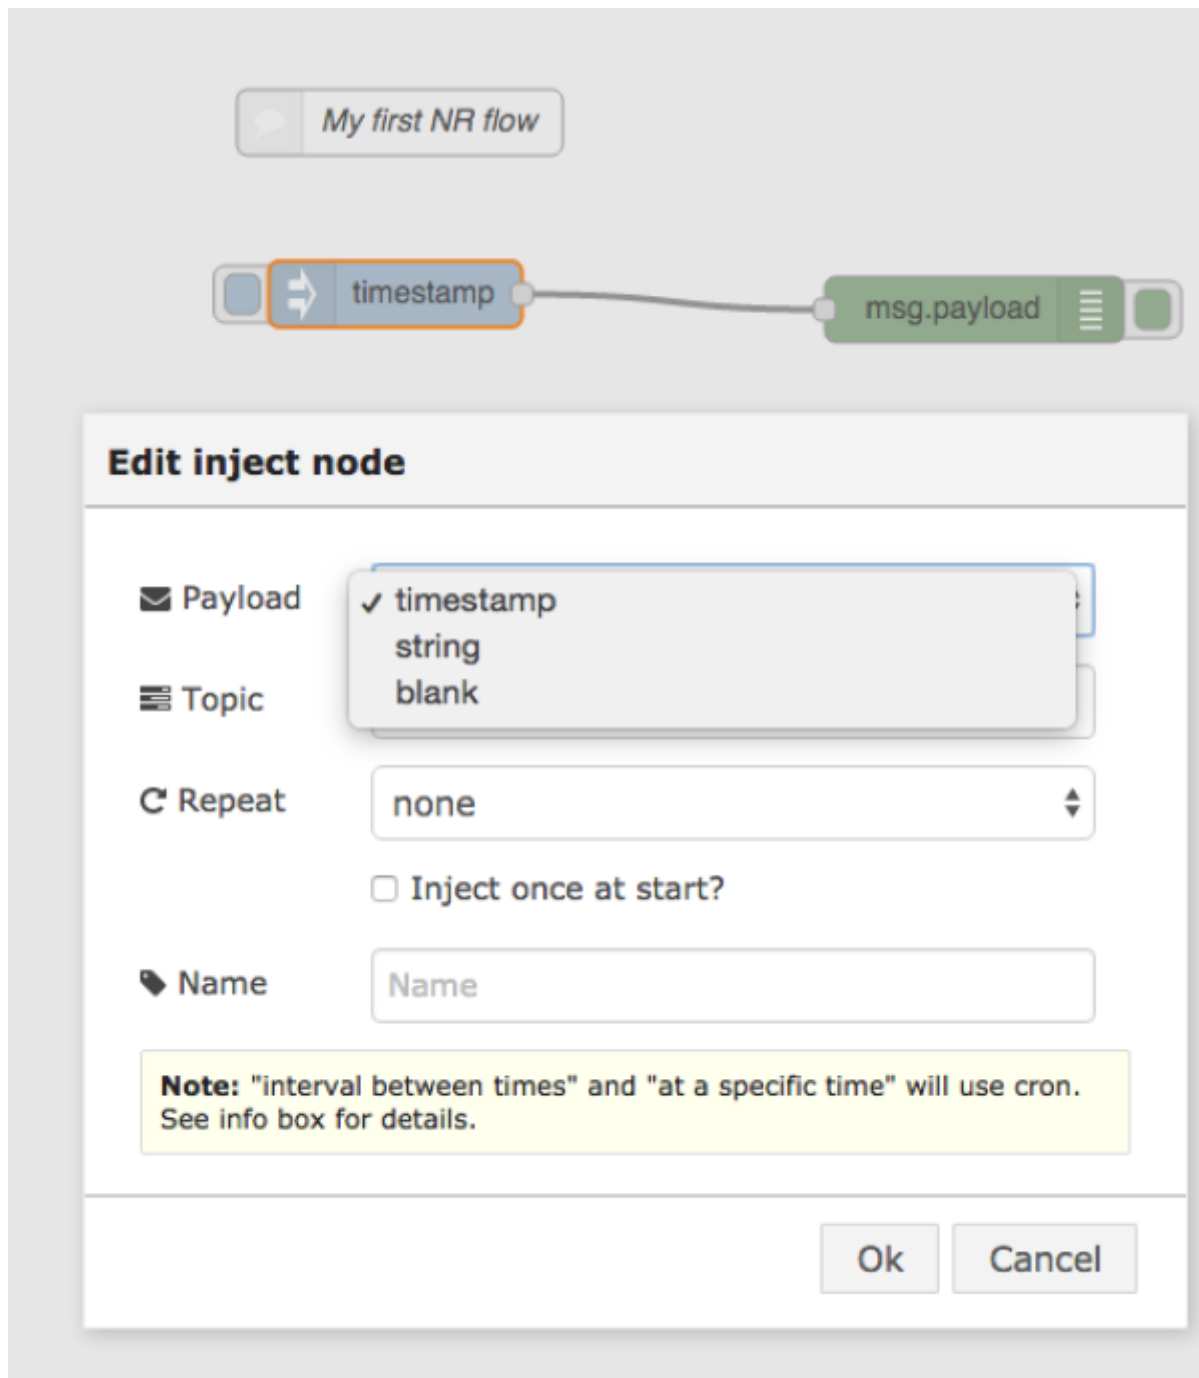 My first NR flow
timestamp
msg.payload
Edit inject node
Payload
timestamp
string
blank
Topic
Repeat
none
Inject once at start?
Name
Name
Note: "interval between times" and "at a specific time" will use cron.
See info box for details.
Ok
Cancel